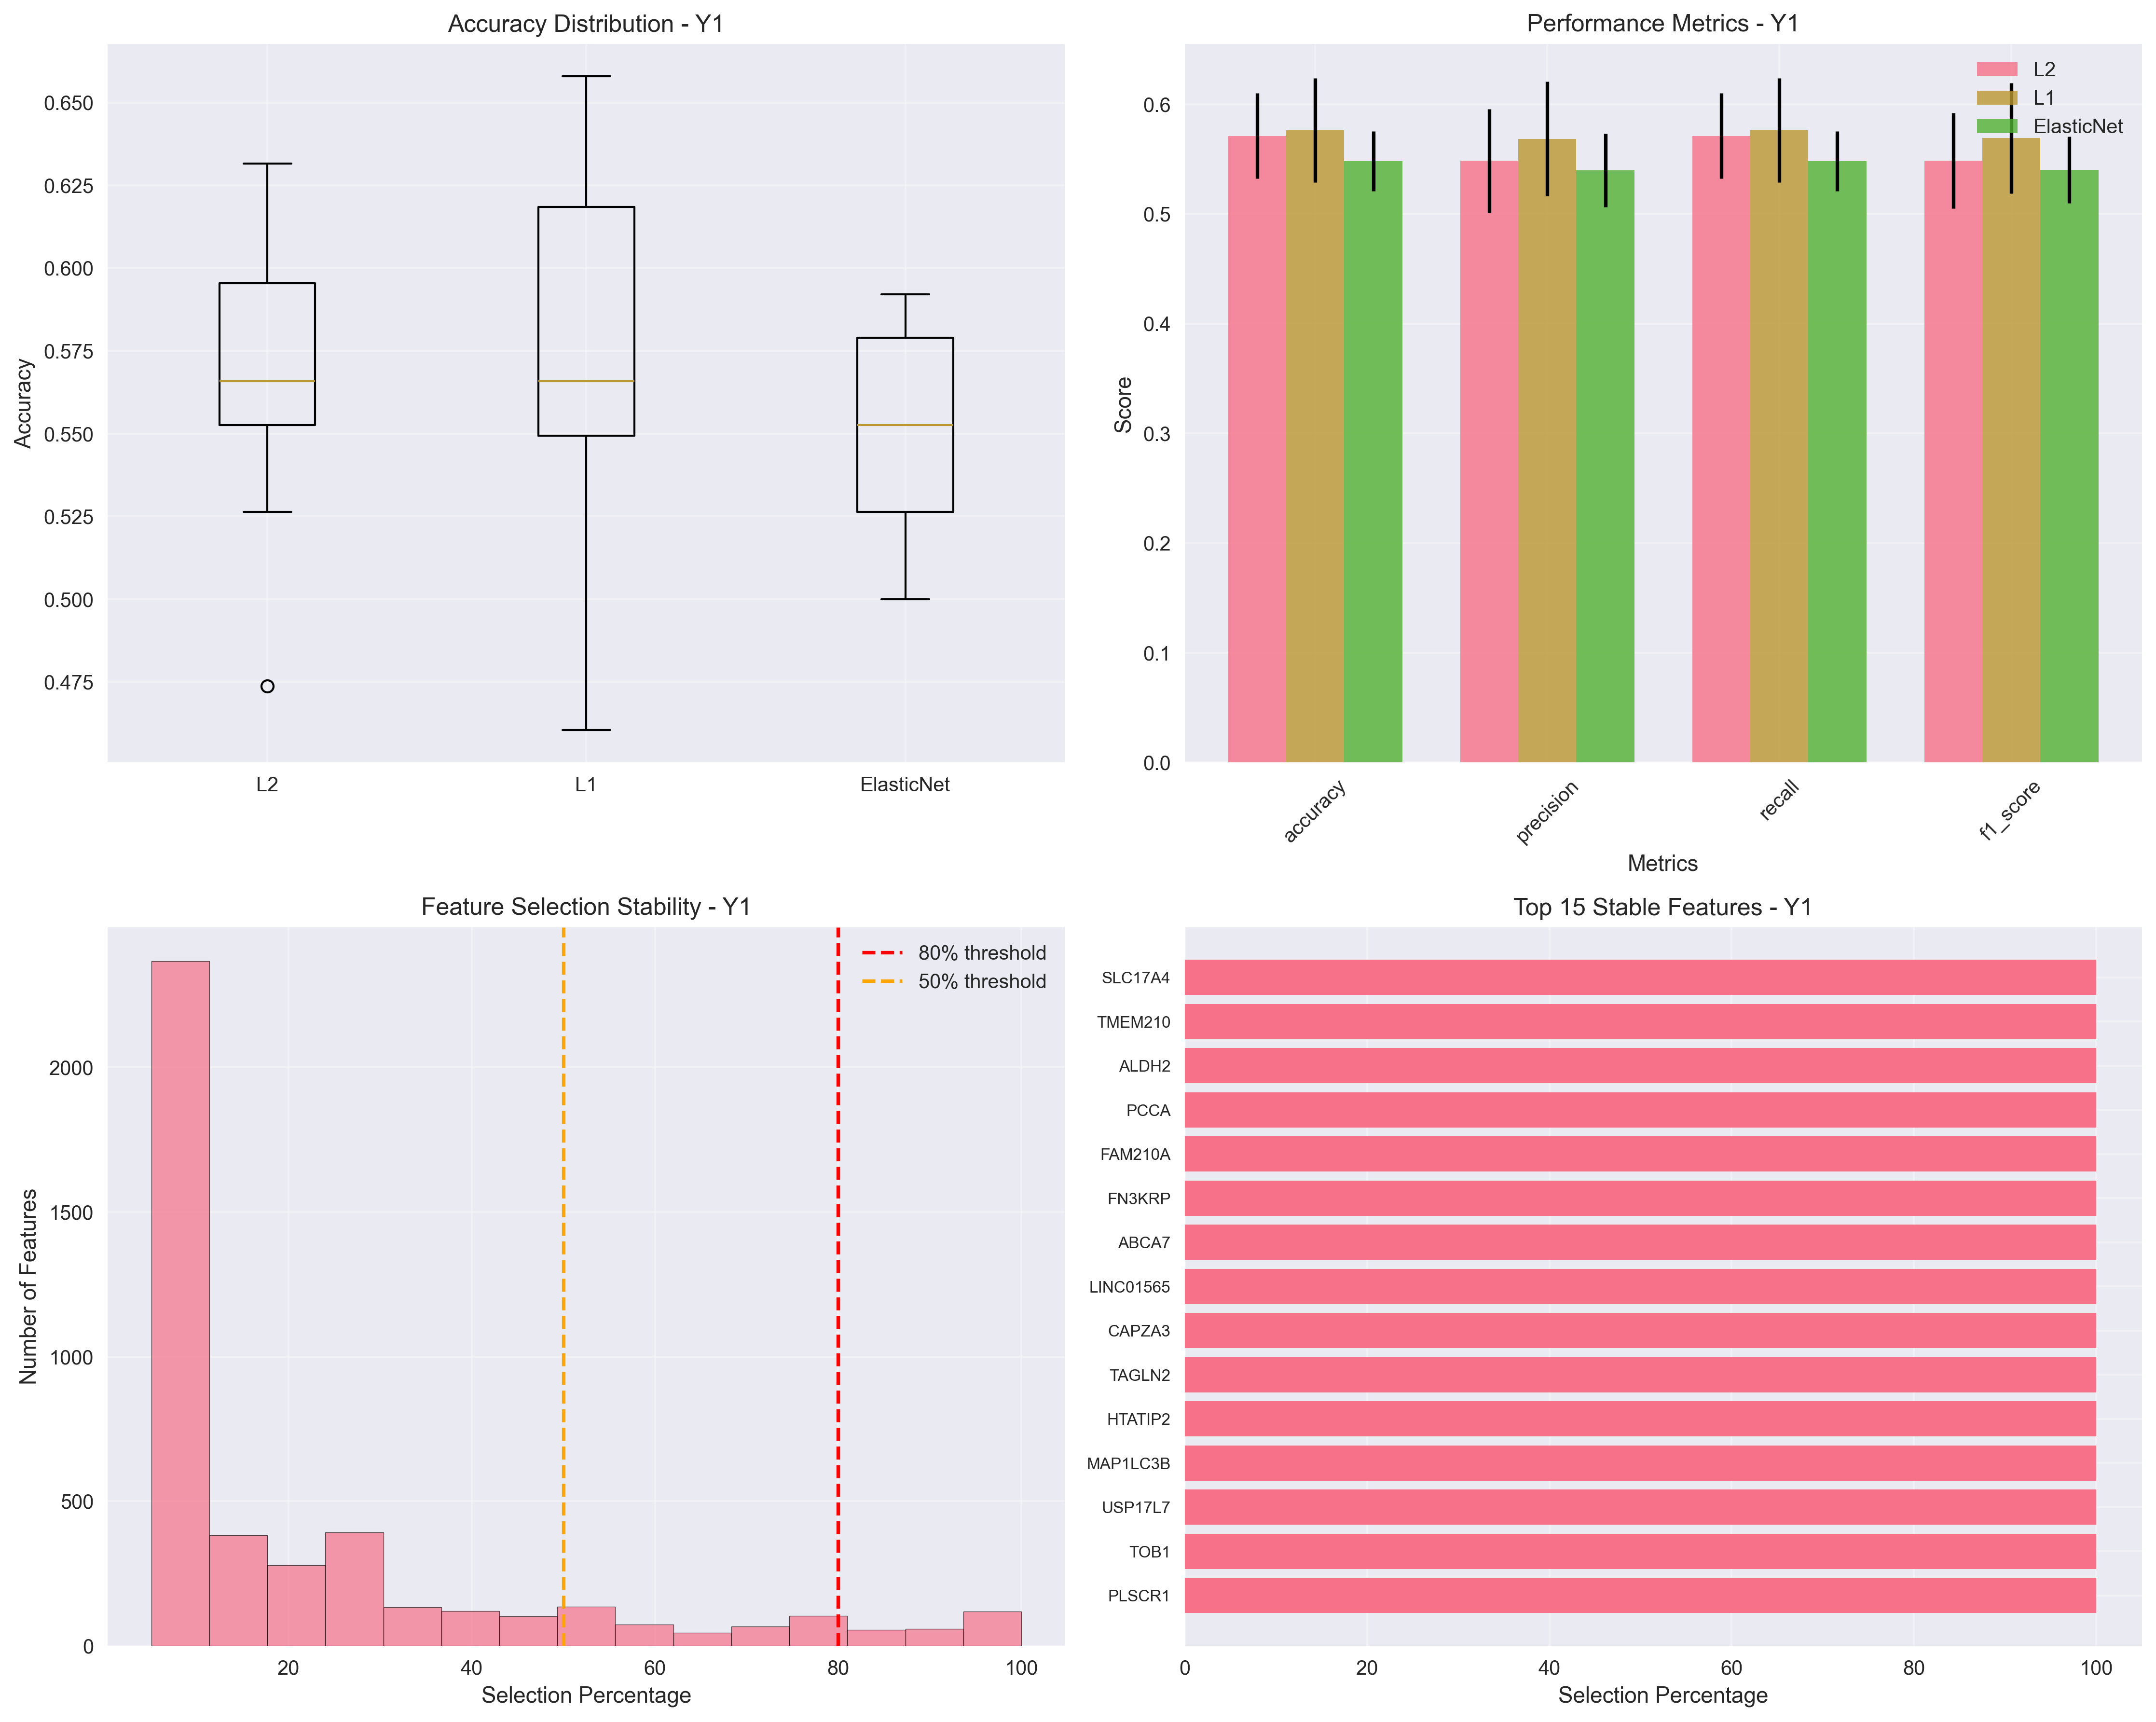 Accuracy Distribution - Y1
Accuracy
0.650
0.625
0.600
0.575
0.550
0.525
0.500
0.475
L2
L1
ElasticNet
Performance Metrics - Y1
Score
0.6
0.5
0.4
0.3
0.2
0.1
0.0
L2
L1
ElasticNet
accuracy
precision
recall
f1_score
Metrics
Feature Selection Stability - Y1
Number of Features
2000
1500
1000
500
0
80% threshold
50% threshold
20
40
60
80
100
Selection Percentage
Top 15 Stable Features - Y1
SLC17A4
TMEM210
ALDH2
PCCA
FAM210A
FN3KRP
ABCA7
LINC01565
CAPZA3
TAGLN2
HTATIP2
MAP1LC3B
USP17L7
TOB1
PLSCR1
0
20
40
60
80
100
Selection Percentage